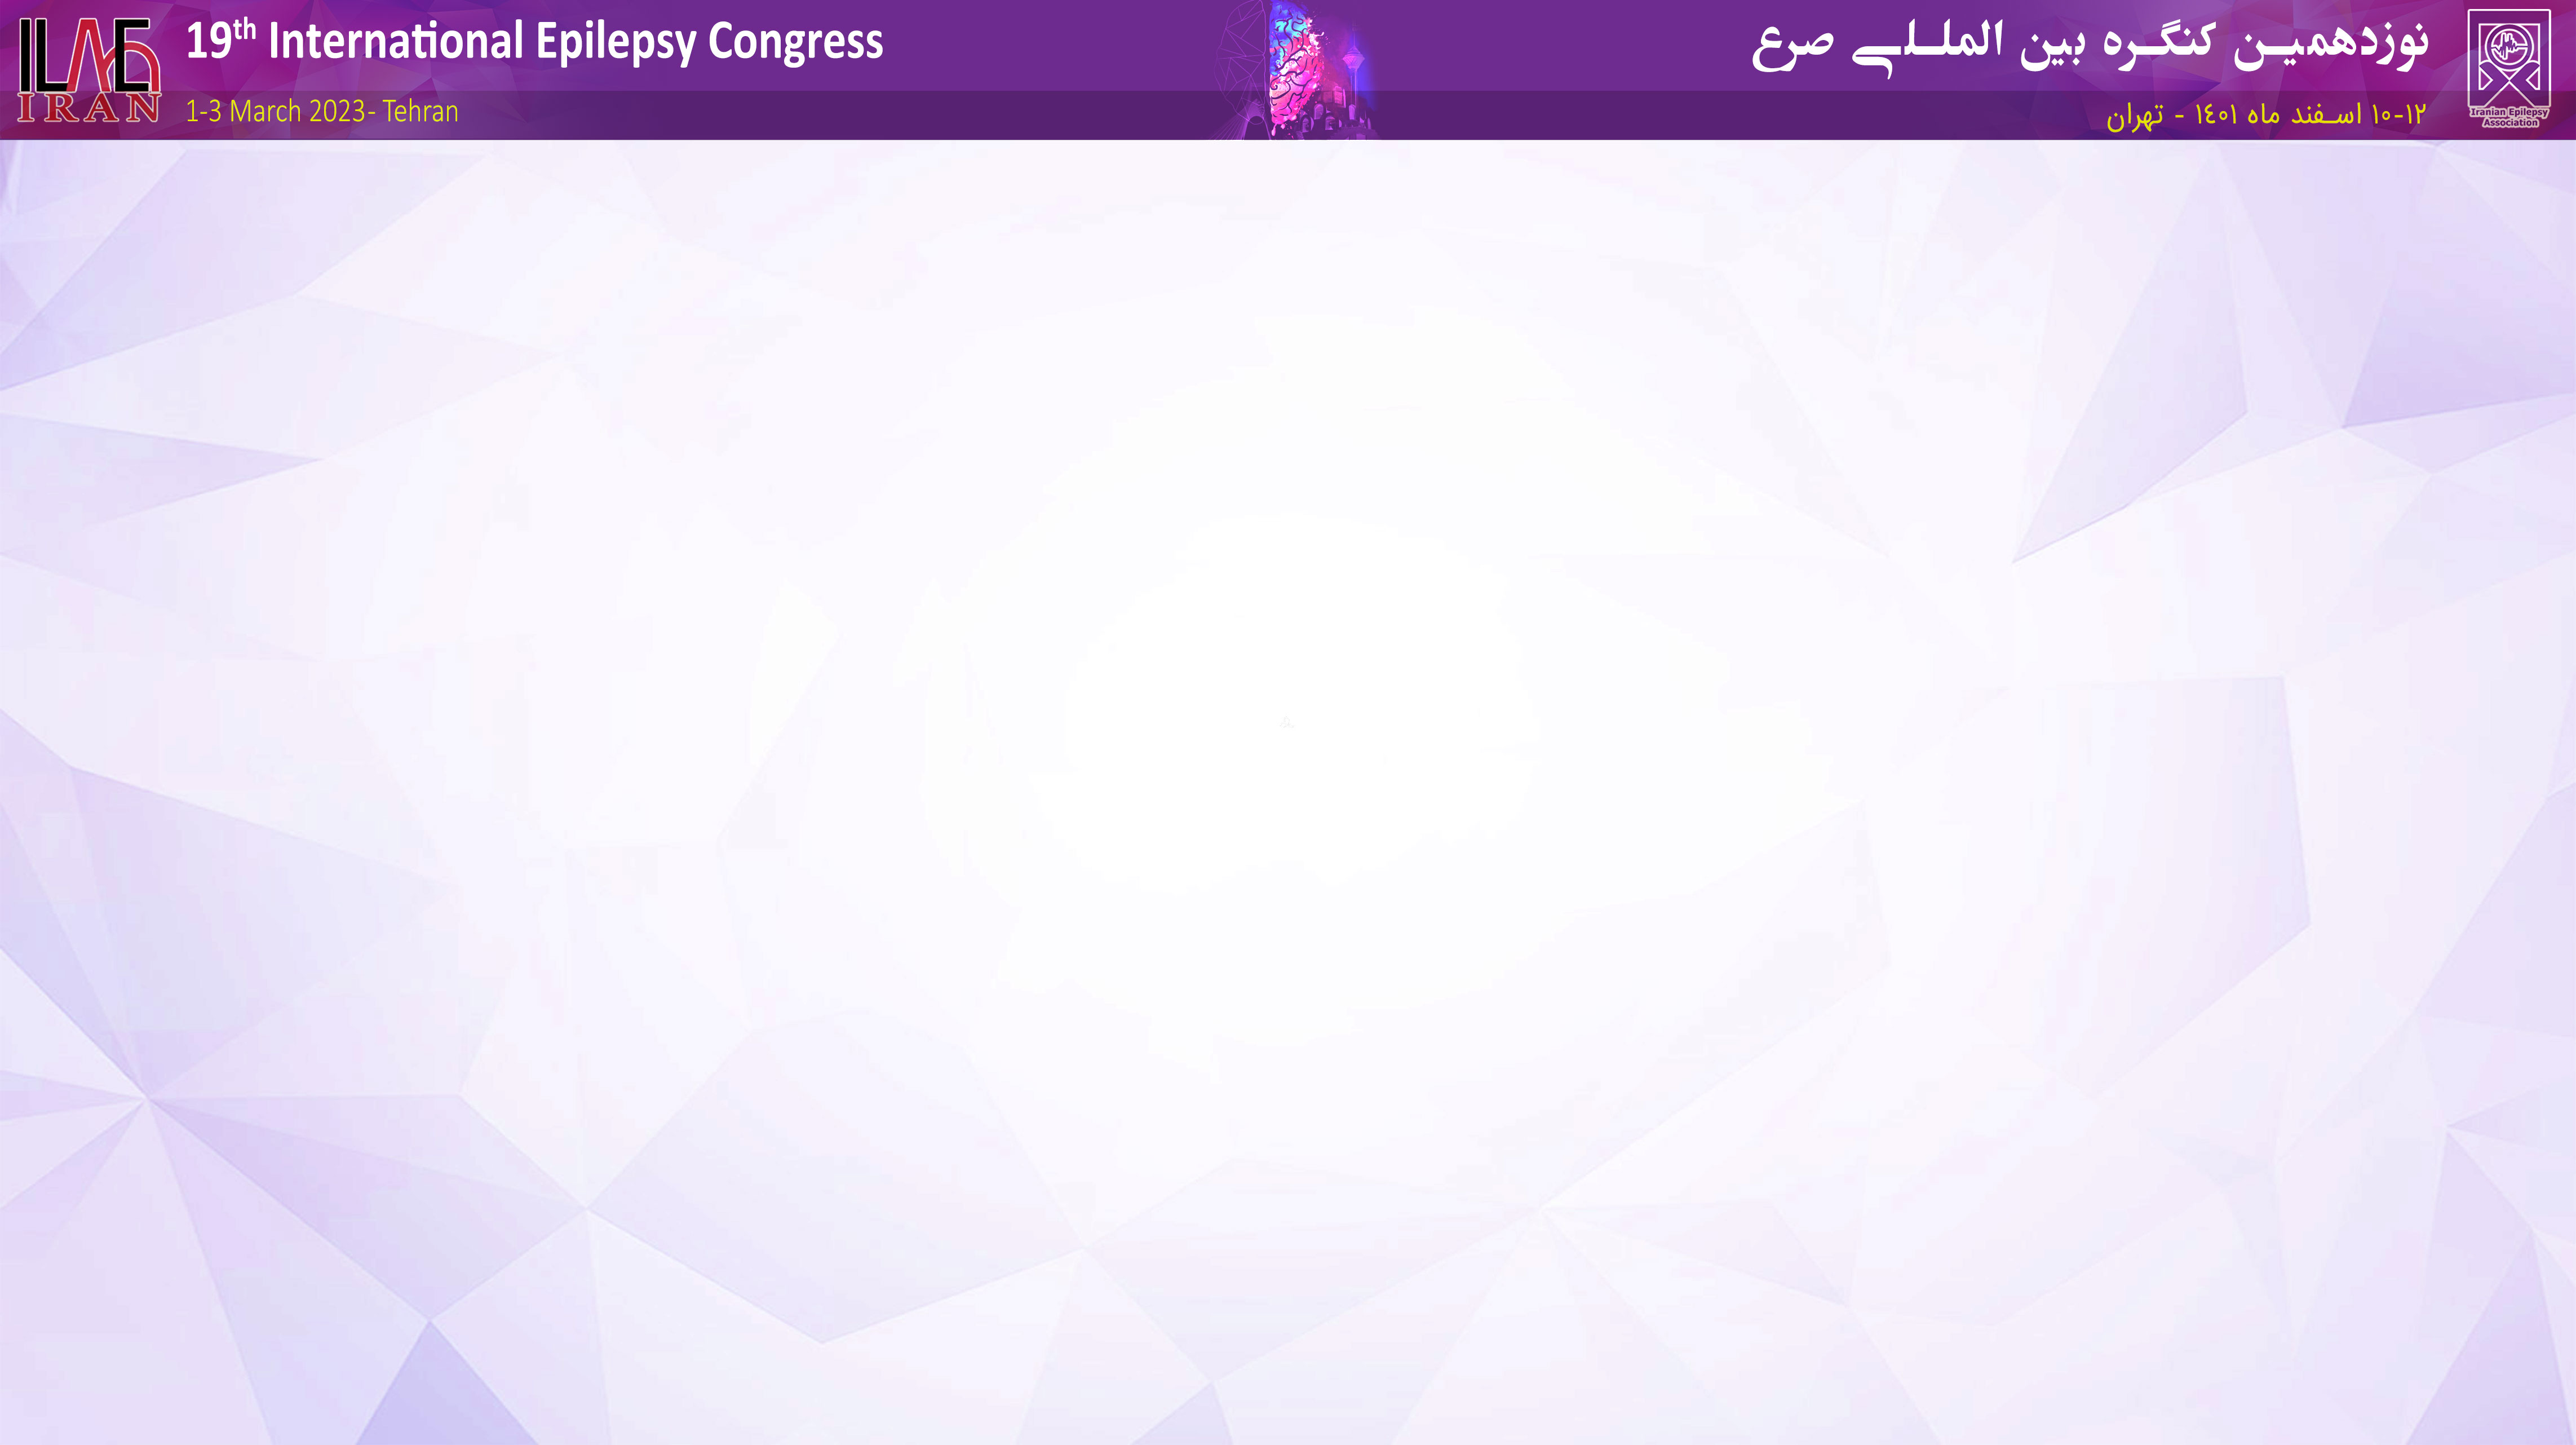 ILAE
IRAN
19th International Epilepsy Congress
1-3 March 2023- Tehran
نوزدهمین کنگره بین المللی صرع
۱۰-۱۲ اسفند ماه ۱٤۰۱ - تهران
Iranian Epilepsy
Association